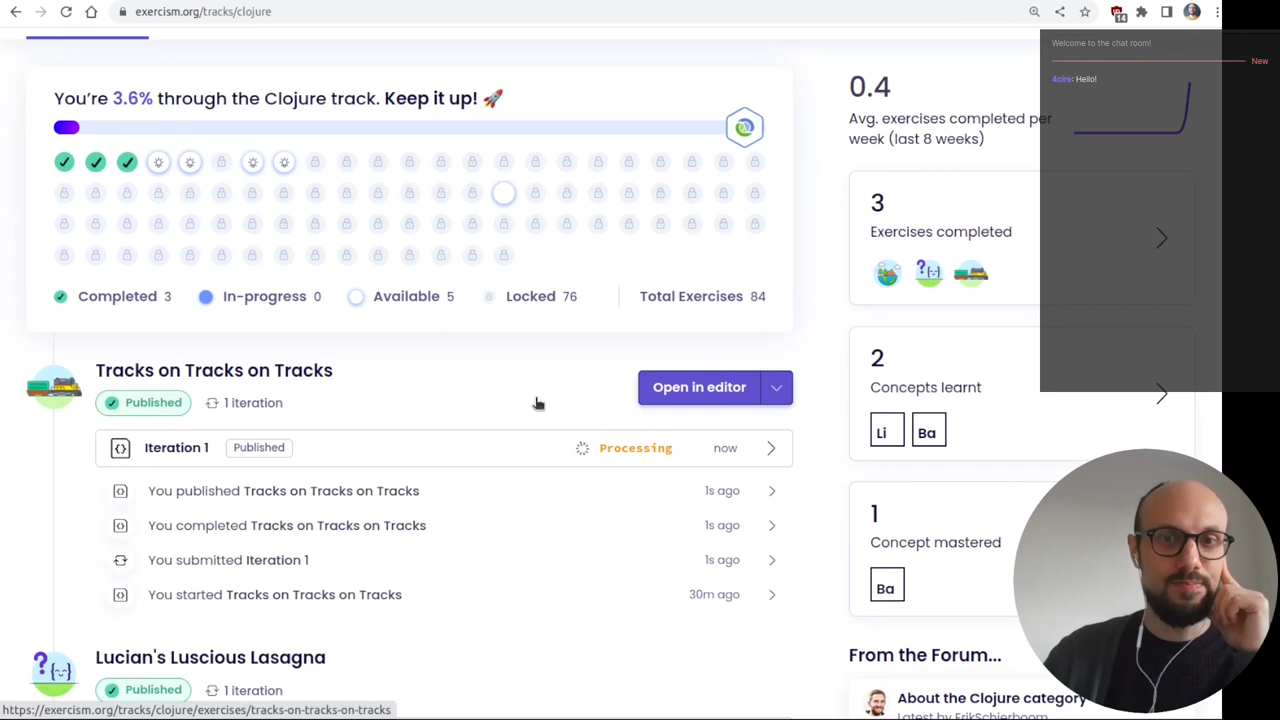 exercism.org/tracks/clojure
14
Welcome to the chat room!
New
4cire: Hello!
You're 3.6% through the Clojure track. Keep it up! 🚀
Completed 3
In-progress 0
Available 5
Locked 76
Total Exercises 84
Tracks on Tracks on Tracks
Published
1 iteration
Open in editor
Iteration 1
Published
Processing
now
You published Tracks on Tracks on Tracks
1s ago
You completed Tracks on Tracks on Tracks
1s ago
You submitted Iteration 1
1s ago
You started Tracks on Tracks on Tracks
30m ago
Lucian's Luscious Lasagna
Published
1 iteration
https://exercism.org/tracks/clojure/exercises/tracks-on-tracks-on-tracks
0.4
Avg. exercises completed per
week (last 8 weeks)
3
Exercises completed
2
Concepts learnt
Li
Ba
1
Concept mastered
Ba
From the Forum...
About the Clojure category
Latest by ErikSchierboom